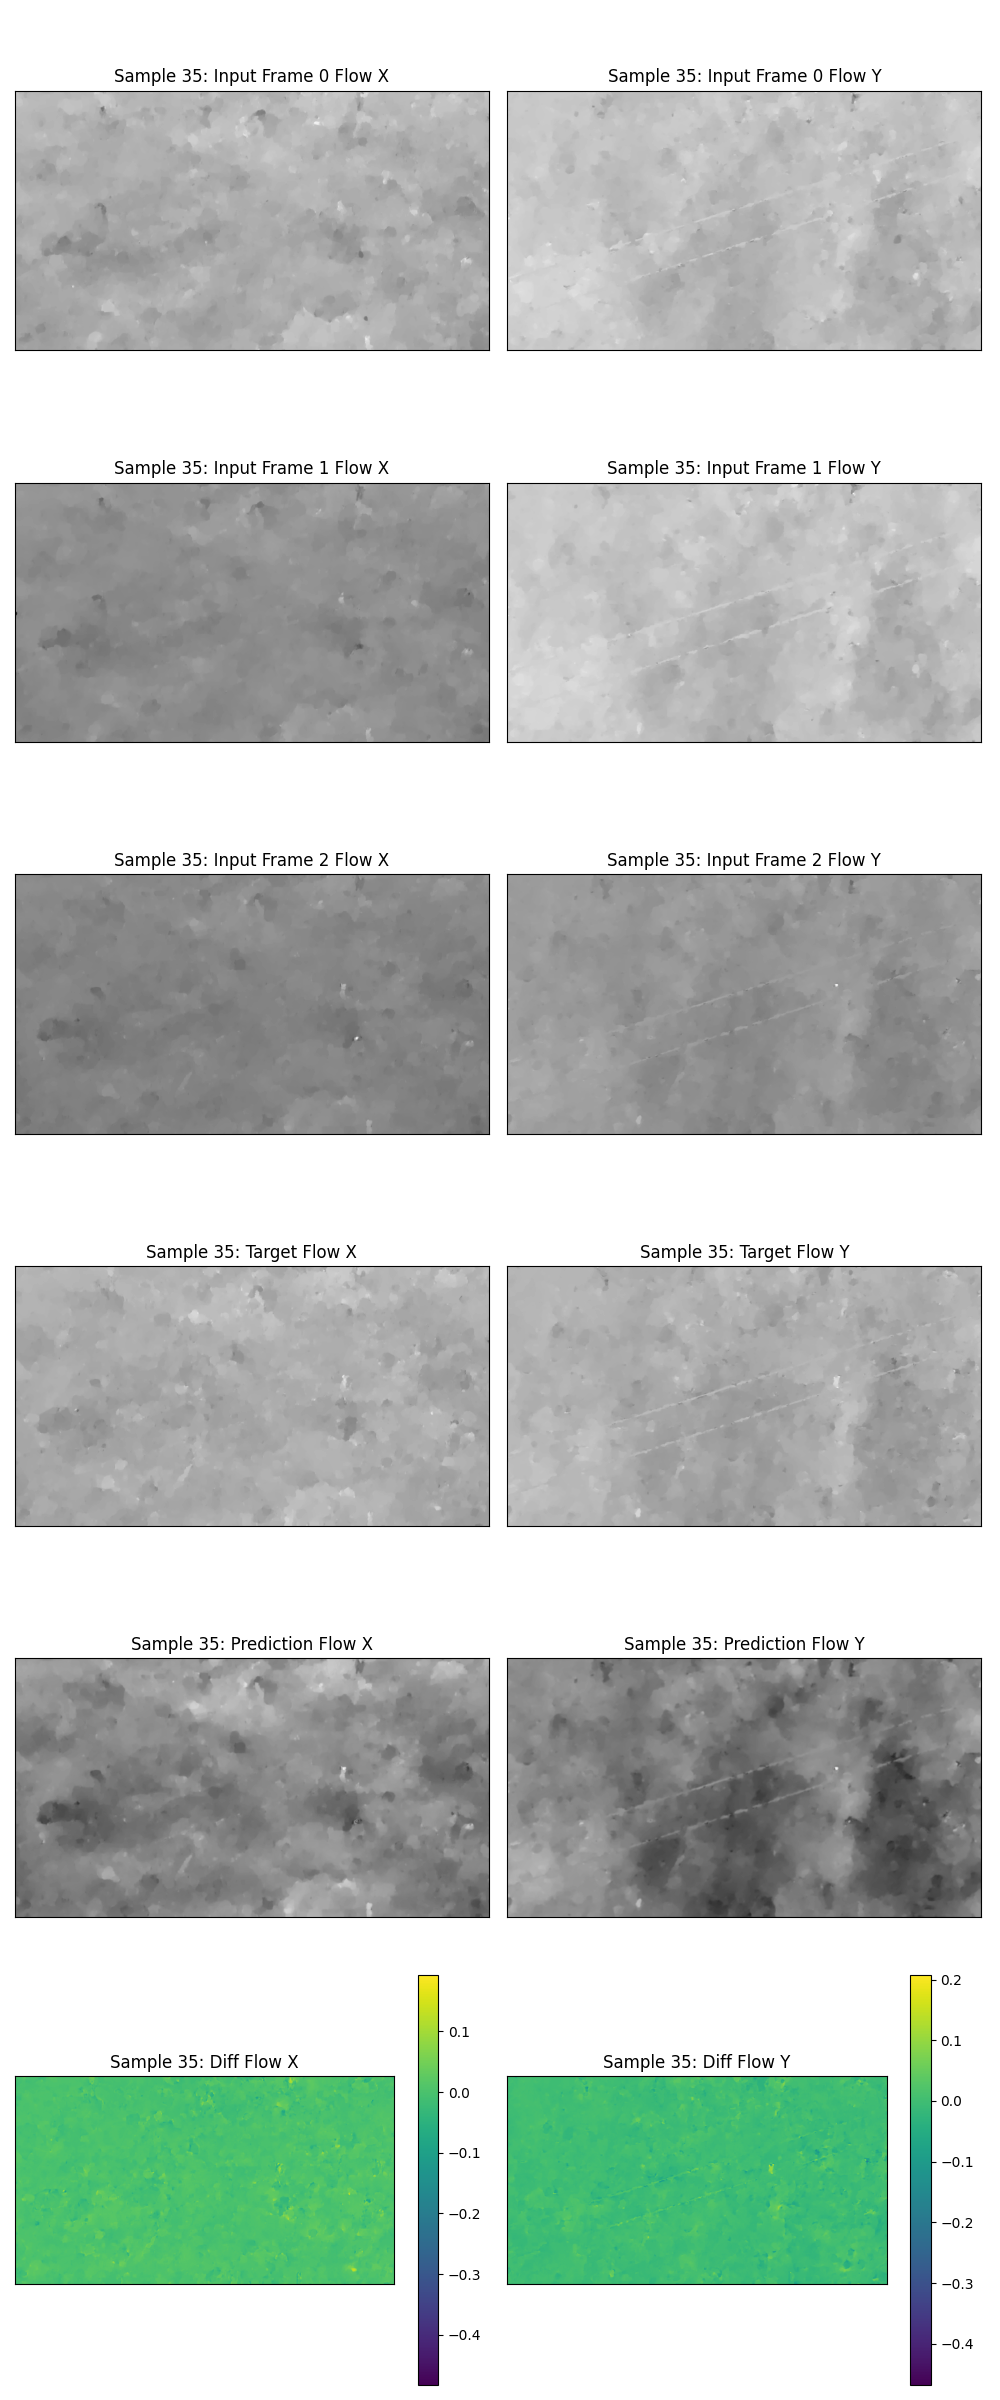 Sample 35: Input Frame 0 Flow X
Sample 35: Input Frame 0 Flow Y
Sample 35: Input Frame 1 Flow X
Sample 35: Input Frame 1 Flow Y
Sample 35: Input Frame 2 Flow X
Sample 35: Input Frame 2 Flow Y
Sample 35: Target Flow X
Sample 35: Target Flow Y
Sample 35: Prediction Flow X
Sample 35: Prediction Flow Y
Sample 35: Diff Flow X
0.1
0.0
−0.1
−0.2
−0.3
−0.4
Sample 35: Diff Flow Y
0.2
0.1
0.0
−0.1
−0.2
−0.3
−0.4